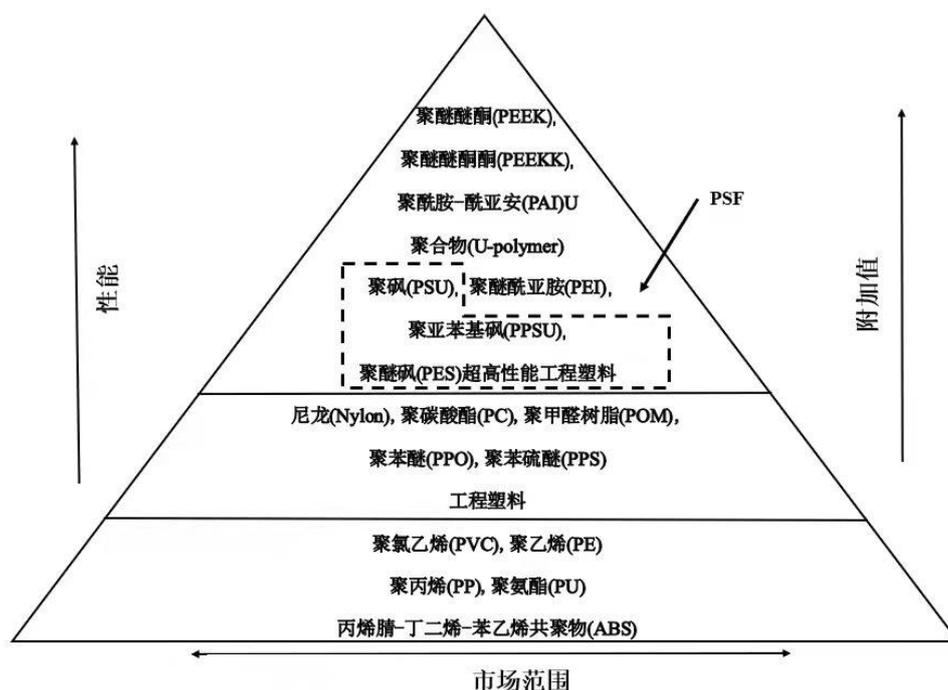 聚醚醚酮(PEEK),
聚醚醚酮酮(PEEKK),
聚酰胺-酰亚安(PAI)U
PSF
聚合物(U-polymer)
聚砜(PSU), 聚醚酰亚胺(PEI),
聚亚苯基砜(PPSU),
聚醚砜(PES)超高性能工程塑料
性能
附加值
尼龙(Nylon), 聚碳酸酯(PC), 聚甲醛树脂(POM),
聚苯醚(PPO), 聚苯硫醚(PPS)
工程塑料
聚氯乙烯(PVC), 聚乙烯(PE)
聚丙烯(PP), 聚氨酯(PU)
丙烯腈-丁二烯-苯乙烯共聚物(ABS)
市场范围